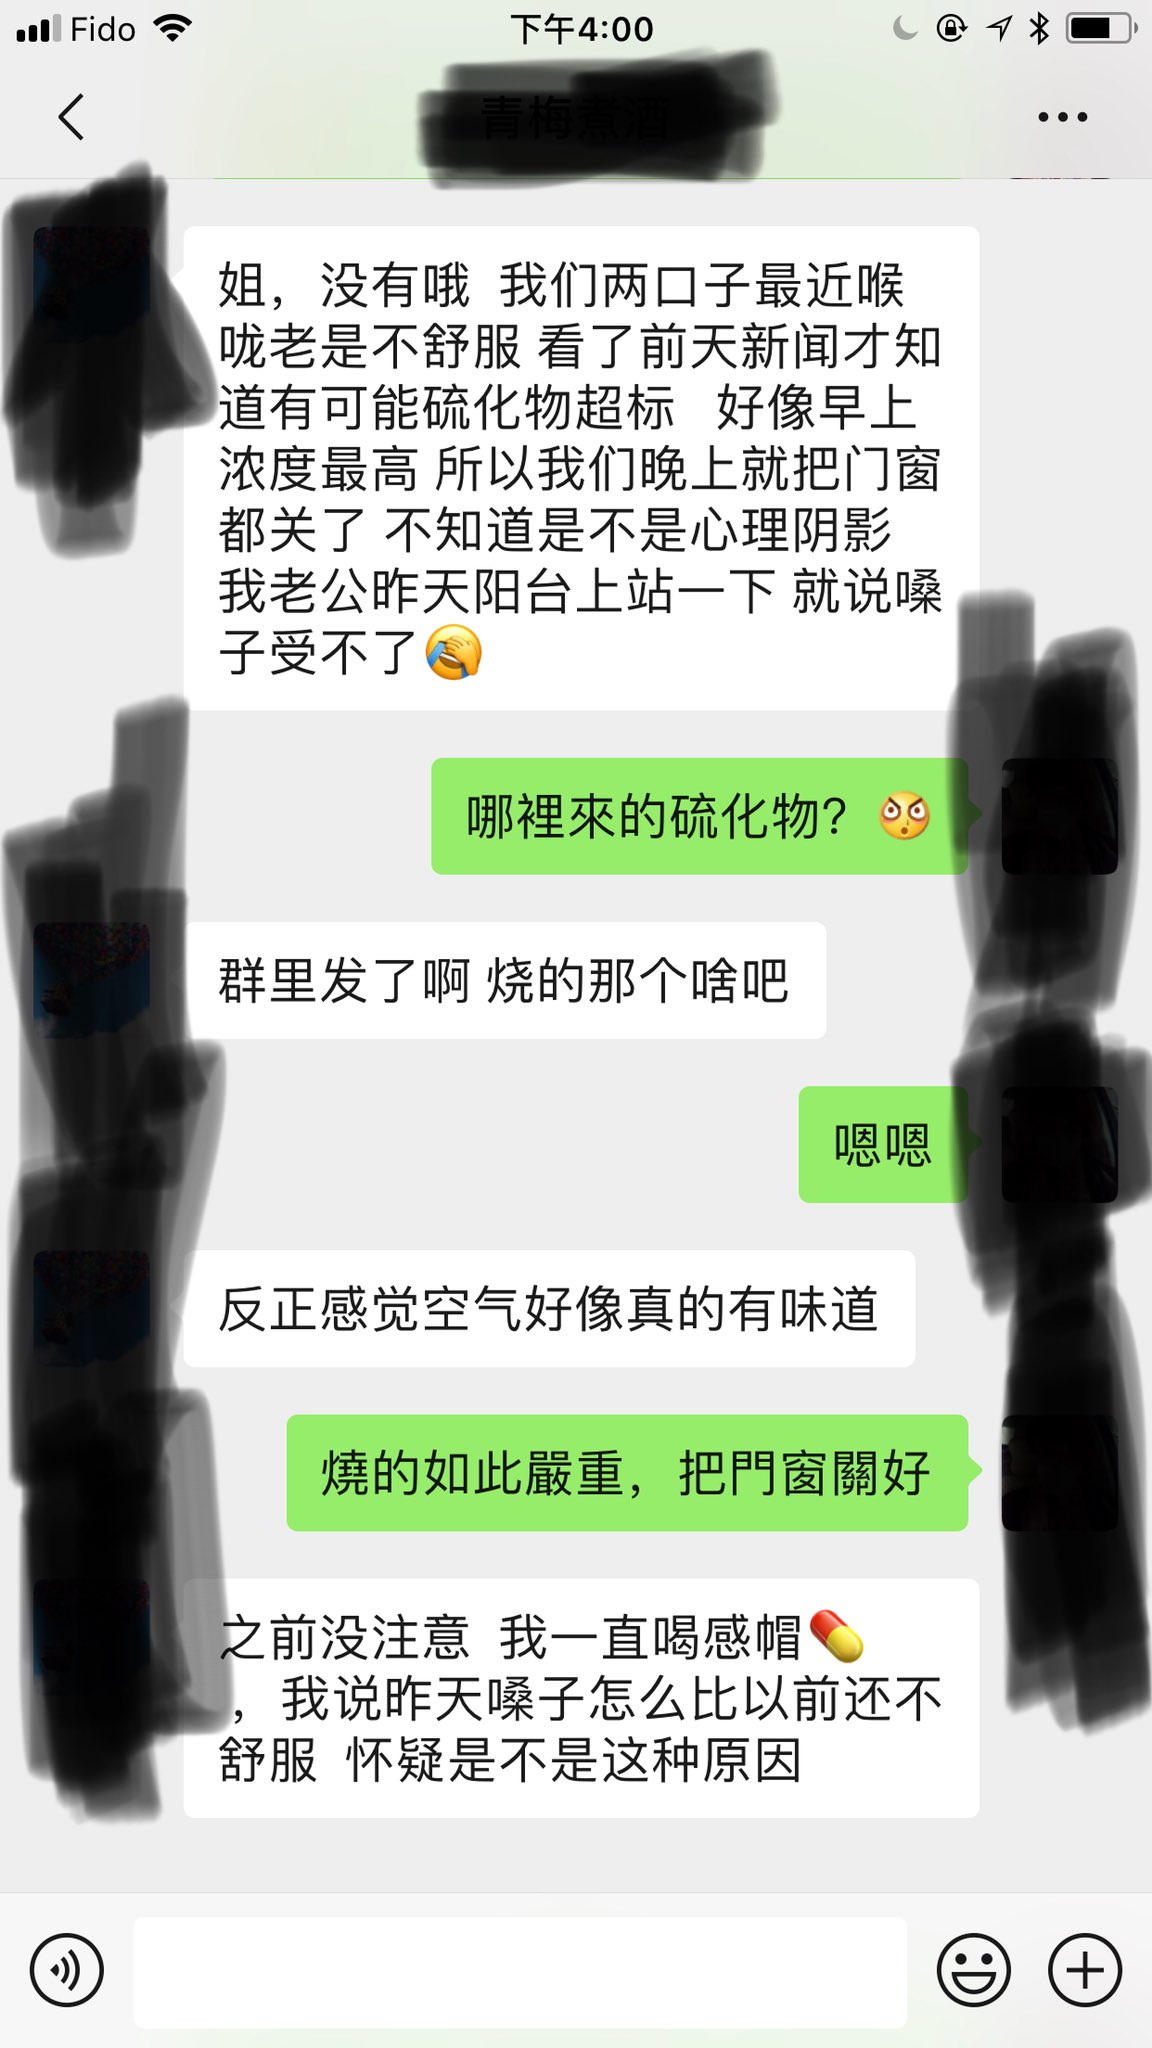 Fido
下午4:00
姐，没有哦 我们两口子最近喉
咙老是不舒服 看了前天新闻才知
道有可能硫化物超标 好像早上
浓度最高 所以我们晚上就把门窗
都关了 不知道是不是心理阴影
我老公昨天阳台上站一下 就说嗓
子受不了🤦
哪裡來的硫化物？
群里发了啊 烧的那个啥吧
嗯嗯
反正感觉空气好像真的有味道
燒的如此嚴重，把門窗關好
之前没注意 我一直喝感帽💊
，我说昨天嗓子怎么比以前还不
舒服 怀疑是不是这种原因